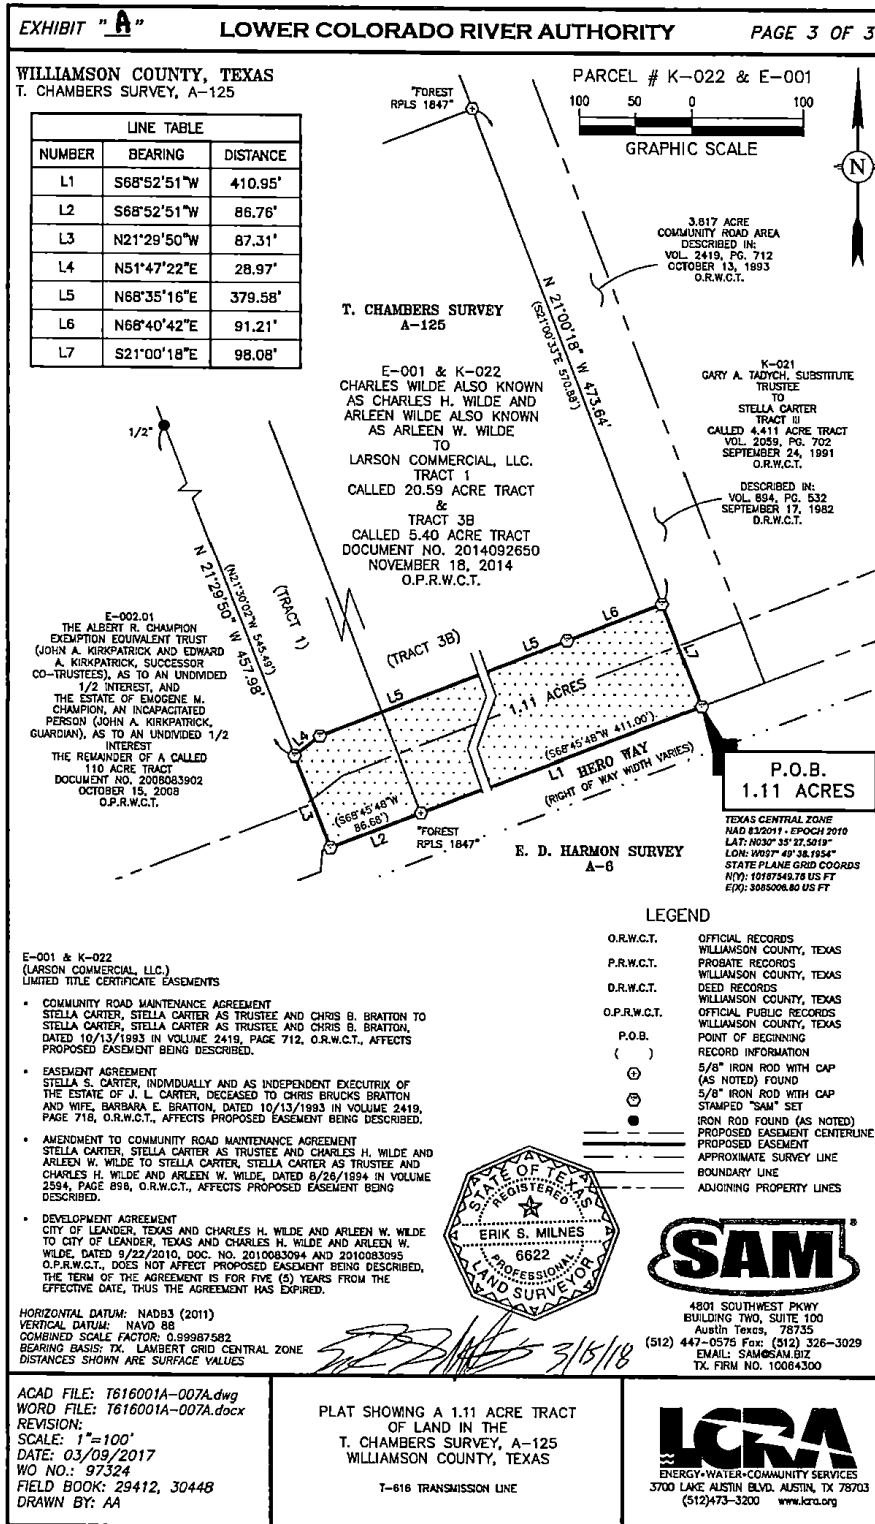 EXHIBIT "A"
LOWER COLORADO RIVER AUTHORITY
PAGE 3 OF 3
WILLIAMSON COUNTY, TEXAS
T. CHAMBERS SURVEY, A-125
LINE TABLE
NUMBER BEARING DISTANCE
L1 S68°52'51"W 410.95'
L2 S68°52'51"W 86.76'
L3 N21°29'50"W 87.31'
L4 N51°47'22"E 28.97'
L5 N68°35'16"E 379.58'
L6 N68°40'42"E 91.21'
L7 S21°00'18"E 98.08'
"FOREST
RPLS 1847"
PARCEL # K-022 & E-001
100 50 0 100
GRAPHIC SCALE
N
3.817 ACRE
COMMUNITY ROAD AREA
DESCRIBED IN:
VOL. 2419, PG. 712
OCTOBER 13, 1993
O.R.W.C.T.
N 21°00'18" W 473.64'
(S21°00'33"E 570.88')
T. CHAMBERS SURVEY
A-125
E-001 & K-022
CHARLES WILDE ALSO KNOWN
AS CHARLES H. WILDE AND
ARLEEN WILDE ALSO KNOWN
AS ARLEEN W. WILDE
TO
LARSON COMMERCIAL, LLC.
TRACT 1
CALLED 20.59 ACRE TRACT
&
TRACT 3B
CALLED 5.40 ACRE TRACT
DOCUMENT NO. 2014092650
NOVEMBER 18, 2014
O.P.R.W.C.T.
K-021
GARY A. TADYCH, SUBSTITUTE
TRUSTEE
TO
STELLA CARTER
TRACT III
CALLED 4.411 ACRE TRACT
VOL. 2059, PG. 702
SEPTEMBER 24, 1991
O.R.W.C.T.
DESCRIBED IN:
VOL. 894, PG. 532
SEPTEMBER 17, 1982
D.R.W.C.T.
1/2"
N 21°29'50" W 457.98'
(N21°30'02"W 545.49')
(TRACT 1)
(TRACT 3B)
E-002.01
THE ALBERT R. CHAMPION
EXEMPTION EQUIVALENT TRUST
(JOHN A. KIRKPATRICK AND EDWARD
A. KIRKPATRICK, SUCCESSOR
CO-TRUSTEES), AS TO AN UNDIVIDED
1/2 INTEREST, AND
THE ESTATE OF EMOGENE M.
CHAMPION, AN INCAPACITATED
PERSON (JOHN A. KIRKPATRICK,
GUARDIAN), AS TO AN UNDIVIDED 1/2
INTEREST
THE REMAINDER OF A CALLED
110 ACRE TRACT
DOCUMENT NO. 2008083902
OCTOBER 15, 2008
O.P.R.W.C.T.
L4
L5
L5
L6
L7
1.11 ACRES
(S68°45'48"W 411.00')
L1 HERO WAY
(RIGHT OF WAY WIDTH VARIES)
L3
(S68°45'48"W
86.68')
L2
"FOREST
RPLS 1847"
E. D. HARMON SURVEY
A-6
P.O.B.
1.11 ACRES
TEXAS CENTRAL ZONE
NAD 83/2011 - EPOCH 2010
LAT: N030° 35' 27.5019"
LON: W097° 49' 38.1954"
STATE PLANE GRID COORDS
N(Y): 10187549.78 US FT
E(X): 3085006.80 US FT
LEGEND
O.R.W.C.T. OFFICIAL RECORDS
WILLIAMSON COUNTY, TEXAS
P.R.W.C.T. PROBATE RECORDS
WILLIAMSON COUNTY, TEXAS
D.R.W.C.T. DEED RECORDS
WILLIAMSON COUNTY, TEXAS
O.P.R.W.C.T. OFFICIAL PUBLIC RECORDS
WILLIAMSON COUNTY, TEXAS
P.O.B. POINT OF BEGINNING
( ) RECORD INFORMATION
5/8" IRON ROD WITH CAP
(AS NOTED) FOUND
5/8" IRON ROD WITH CAP
STAMPED "SAM" SET
IRON ROD FOUND (AS NOTED)
PROPOSED EASEMENT CENTERLINE
PROPOSED EASEMENT
APPROXIMATE SURVEY LINE
BOUNDARY LINE
ADJOINING PROPERTY LINES
E-001 & K-022
(LARSON COMMERCIAL, LLC.)
LIMITED TITLE CERTIFICATE EASEMENTS
• COMMUNITY ROAD MAINTENANCE AGREEMENT
STELLA CARTER, STELLA CARTER AS TRUSTEE AND CHRIS B. BRATTON TO
STELLA CARTER, STELLA CARTER AS TRUSTEE AND CHRIS B. BRATTON,
DATED 10/13/1993 IN VOLUME 2419, PAGE 712, O.R.W.C.T., AFFECTS
PROPOSED EASEMENT BEING DESCRIBED.
• EASEMENT AGREEMENT
STELLA S. CARTER, INDIVIDUALLY AND AS INDEPENDENT EXECUTRIX OF
THE ESTATE OF J. L. CARTER, DECEASED TO CHRIS BRUCKS BRATTON
AND WIFE, BARBARA E. BRATTON, DATED 10/13/1993 IN VOLUME 2419,
PAGE 718, O.R.W.C.T., AFFECTS PROPOSED EASEMENT BEING DESCRIBED.
• AMENDMENT TO COMMUNITY ROAD MAINTENANCE AGREEMENT
STELLA CARTER, STELLA CARTER AS TRUSTEE AND CHARLES H. WILDE AND
ARLEEN W. WILDE TO STELLA CARTER, STELLA CARTER AS TRUSTEE AND
CHARLES H. WILDE AND ARLEEN W. WILDE, DATED 8/26/1994 IN VOLUME
2594, PAGE 898, O.R.W.C.T., AFFECTS PROPOSED EASEMENT BEING
DESCRIBED.
• DEVELOPMENT AGREEMENT
CITY OF LEANDER, TEXAS AND CHARLES H. WILDE AND ARLEEN W. WILDE
TO CITY OF LEANDER, TEXAS AND CHARLES H. WILDE AND ARLEEN W.
WILDE, DATED 9/22/2010, DOC. NO. 2010083094 AND 2010083095
O.P.R.W.C.T., DOES NOT AFFECT PROPOSED EASEMENT BEING DESCRIBED,
THE TERM OF THE AGREEMENT IS FOR FIVE (5) YEARS FROM THE
EFFECTIVE DATE, THUS THE AGREEMENT HAS EXPIRED.
HORIZONTAL DATUM: NAD83 (2011)
VERTICAL DATUM: NAVD 88
COMBINED SCALE FACTOR: 0.99987582
BEARING BASIS: TX. LAMBERT GRID CENTRAL ZONE
DISTANCES SHOWN ARE SURFACE VALUES
STATE OF TEXAS
REGISTERED
ERIK S. MILNES
6622
PROFESSIONAL
LAND SURVEYOR
3/15/18
SAM
4801 SOUTHWEST PKWY
BUILDING TWO, SUITE 100
Austin Texas, 78735
(512) 447-0575 Fax: (512) 326-3029
EMAIL: SAM@SAM.BIZ
TX. FIRM NO. 10064300
ACAD FILE: T616001A-007A.dwg
WORD FILE: T616001A-007A.docx
REVISION:
SCALE: 1"=100'
DATE: 03/09/2017
WO NO.: 97324
FIELD BOOK: 29412, 30448
DRAWN BY: AA
PLAT SHOWING A 1.11 ACRE TRACT
OF LAND IN THE
T. CHAMBERS SURVEY, A-125
WILLIAMSON COUNTY, TEXAS
T-616 TRANSMISSION LINE
LCRA
ENERGY•WATER•COMMUNITY SERVICES
3700 LAKE AUSTIN BLVD. AUSTIN, TX 78703
(512)473-3200 www.lcra.org